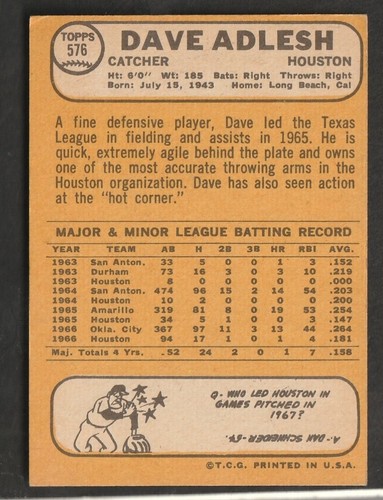 TOPPS
576
DAVE ADLESH
CATCHER HOUSTON
Ht: 6'0" Wt: 185 Bats: Right Throws: Right
Born: July 15, 1943 Home: Long Beach, Cal
A fine defensive player, Dave led the Texas
League in fielding and assists in 1965. He is
quick, extremely agile behind the plate and owns
one of the most accurate throwing arms in the
Houston organization. Dave has also seen action
at the "hot corner."
MAJOR & MINOR LEAGUE BATTING RECORD
YEAR TEAM AB H 2B 3B HR RBI AVG.
1963 San Anton. 33 5 0 0 1 3 .152
1963 Durham 73 16 3 0 3 10 .219
1963 Houston 8 0 0 0 0 0 .000
1964 San Anton. 474 96 15 2 14 54 .203
1964 Houston 10 2 0 0 0 0 .200
1965 Amarillo 319 81 8 0 19 53 .254
1965 Houston 34 5 1 0 0 3 .147
1966 Okla. City 367 97 11 3 13 44 .264
1966 Houston 94 17 1 0 1 4 .181
Maj. Totals 4 Yrs. .52 24 2 0 1 7 .158
Q- WHO LED HOUSTON IN
GAMES PITCHED IN
1967?
A- DAN SCHNEIDER-54.
©T.C.G. PRINTED IN U.S.A.